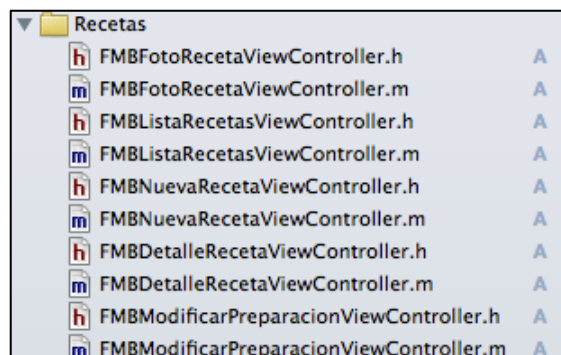 Recetas
h FMBFotoRecetaViewController.h A
m FMBFotoRecetaViewController.m A
h FMBListaRecetasViewController.h A
m FMBListaRecetasViewController.m A
h FMBNuevaRecetaViewController.h A
m FMBNuevaRecetaViewController.m A
h FMBDetalleRecetaViewController.h A
m FMBDetalleRecetaViewController.m A
h FMBModificarPreparacionViewController.h A
m FMBModificarPreparacionViewController.m A